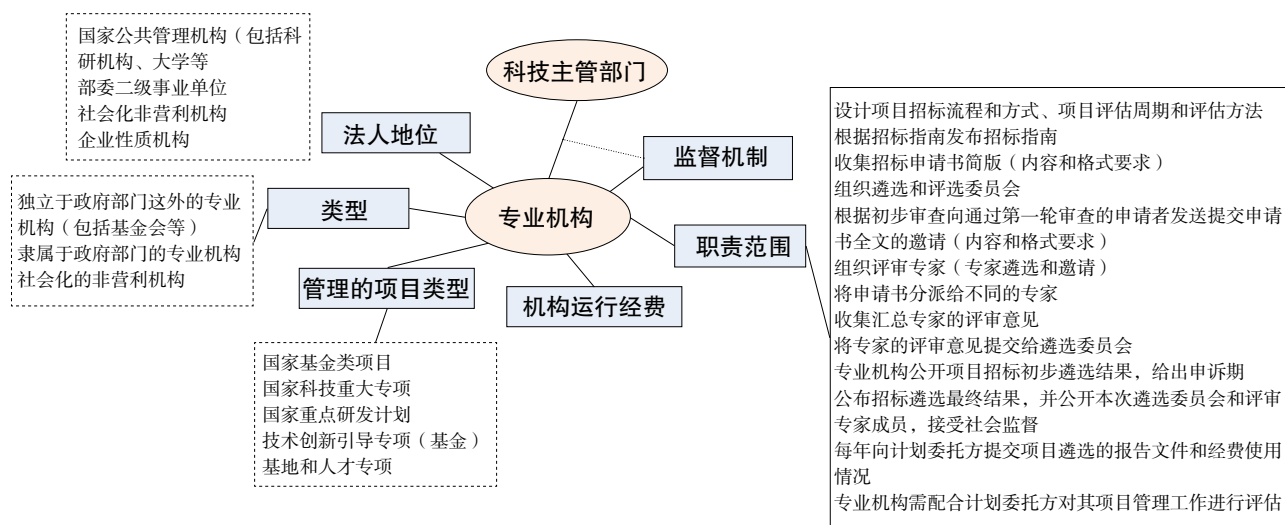 国家公共管理机构（包括科
研机构、大学等
部委二级事业单位
社会化非营利机构
企业性质机构
科技主管部门
法人地位
监督机制
独立于政府部门这外的专业
机构（包括基金会等）
隶属于政府部门的专业机构
社会化的非营利机构
类型
专业机构
职责范围
管理的项目类型
机构运行经费
国家基金类项目
国家科技重大专项
国家重点研发计划
技术创新引导专项（基金）
基地和人才专项
设计项目招标流程和方式、项目评估周期和评估方法
根据招标指南发布招标指南
收集招标申请书简版（内容和格式要求）
组织遴选和评选委员会
根据初步审查向通过第一轮审查的申请者发送提交申请
书全文的邀请（内容和格式要求）
组织评审专家（专家遴选和邀请）
将申请书分派给不同的专家
收集汇总专家的评审意见
将专家的评审意见提交给遴选委员会
专业机构公开项目招标初步遴选结果，给出申诉期
公布招标遴选最终结果，并公开本次遴选委员会和评审
专家成员，接受社会监督
每年向计划委托方提交项目遴选的报告文件和经费使用
情况
专业机构需配合计划委托方对其项目管理工作进行评估